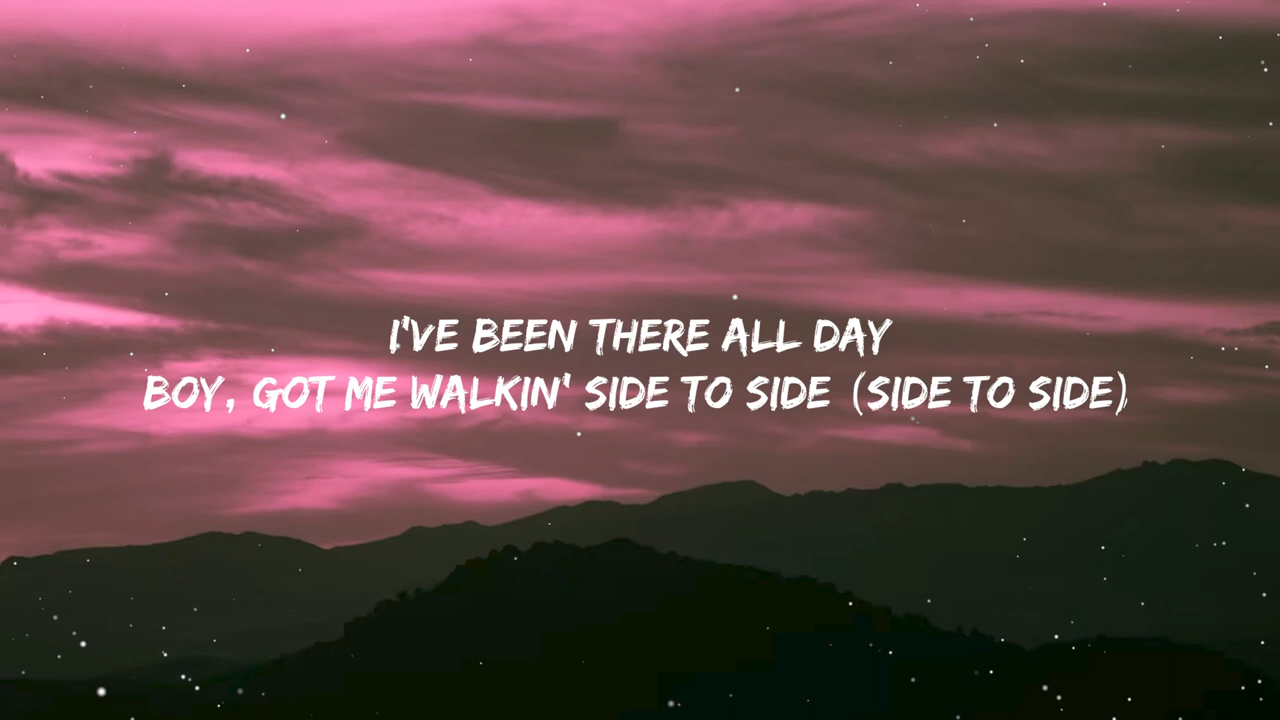 I'VE BEEN THERE ALL DAY
BOY, GOT ME WALKIN' SIDE TO SIDE (SIDE TO SIDE)